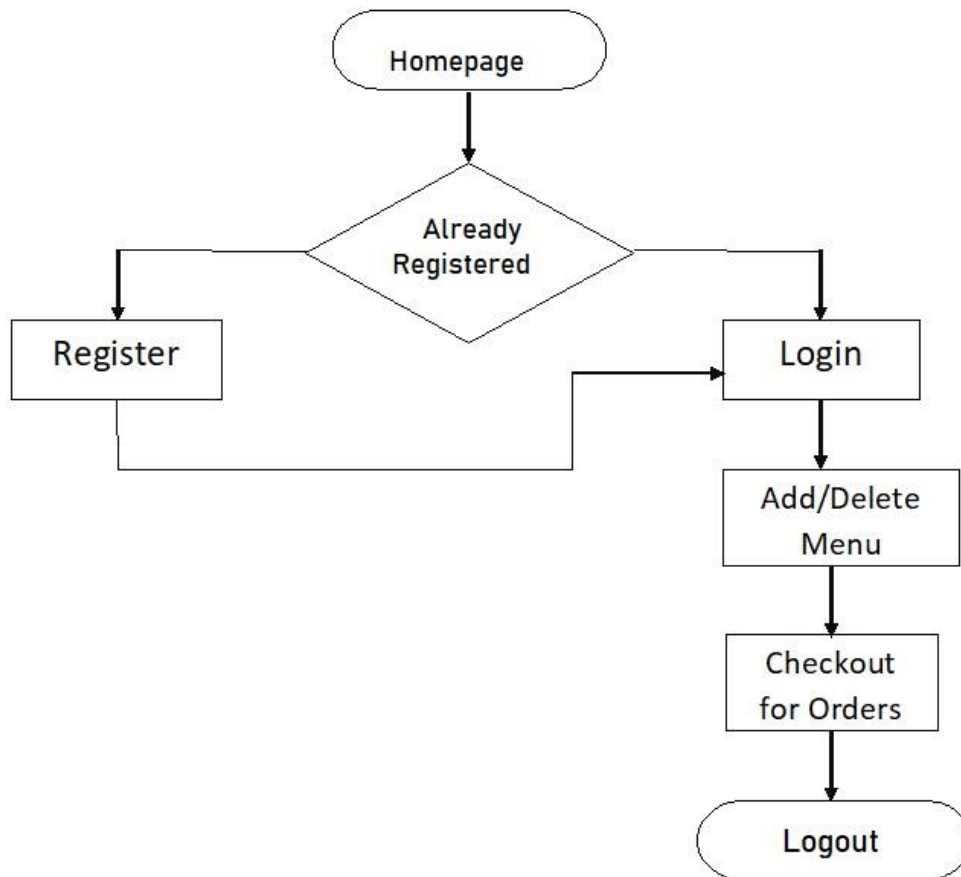 Homepage
Already
Registered
Register
Login
Add/Delete
Menu
Checkout
for Orders
Logout